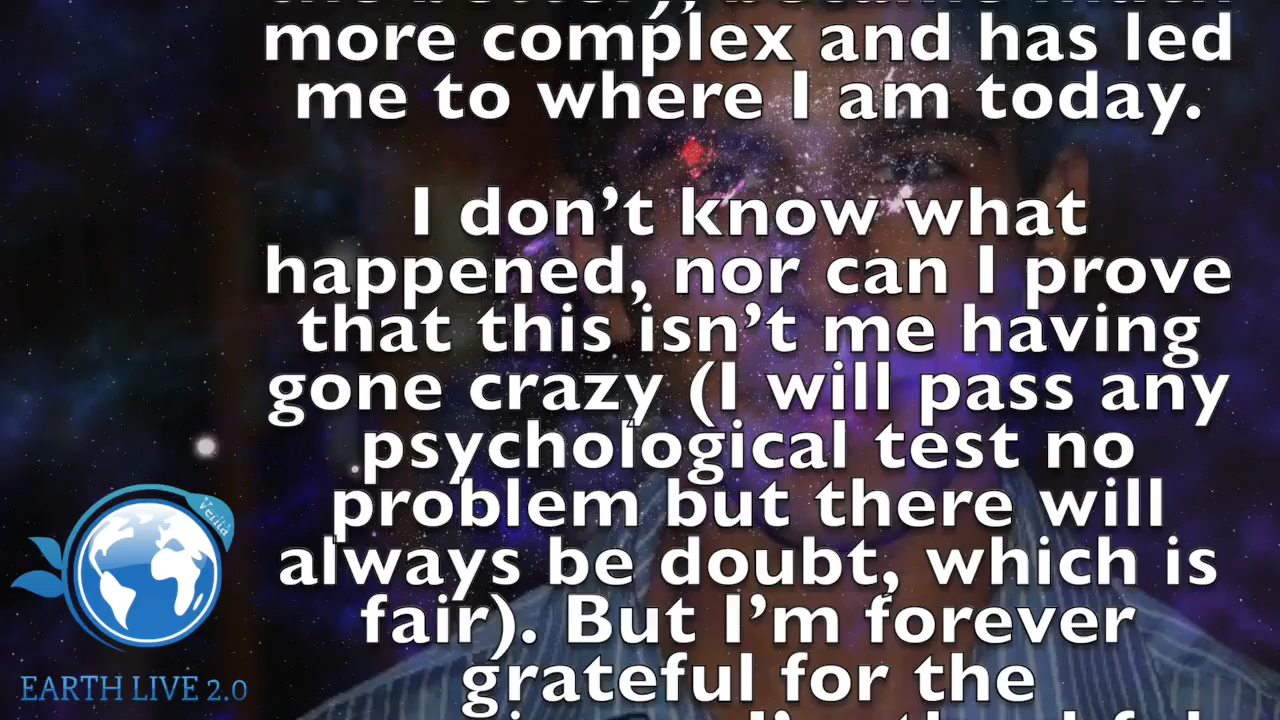 more complex and has led
me to where I am today.
I don’t know what
happened, nor can I prove
that this isn’t me having
gone crazy (I will pass any
psychological test no
problem but there will
always be doubt, which is
fair). But I’m forever
grateful for the
Venus
EARTH LIVE 2.0